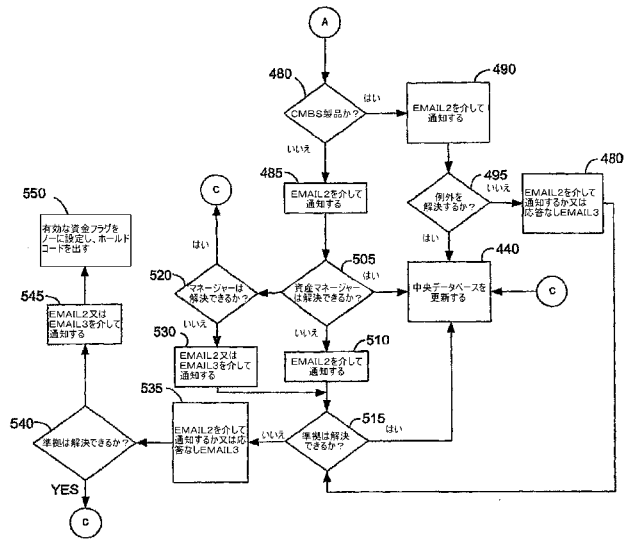 A
480
CMBS製品か?
はい
いいえ
490
EMAIL2を介して
通知する
485
EMAIL2を介して
通知する
495
例外を
解決するか?
いいえ
はい
480
EMAIL2を介して
通知するか又は
応答なしEMAIL3
550
有効な資金フラグを
ノーに設定し、ホールド
コードを出す
C
はい
520
マネージャーは
解決できるか?
いいえ
505
資産マネージャー
は解決できるか?
はい
いいえ
440
中央データベースを
更新する
C
545
EMAIL2又は
EMAIL3を介して
通知する
530
EMAIL2又は
EMAIL3を介して
通知する
510
EMAIL2を介して
通知する
535
EMAIL2を介して
通知するか又は応
答なしEMAIL3
515
準拠は解決
できるか?
はい
いいえ
540
準拠は解決できるか?
YES
C